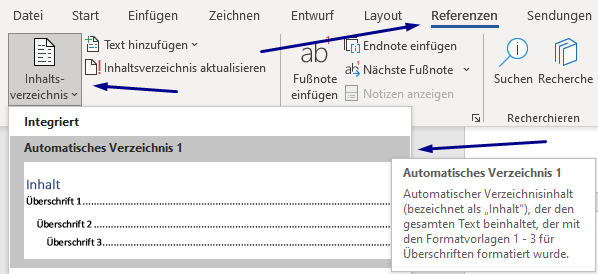 Datei Start Einfügen Zeichnen Entwurf Layout Referenzen Sendungen
Inhalts-
verzeichnis
Text hinzufügen
Inhaltsverzeichnis aktualisieren
ab1
Fußnote
einfügen
Endnote einfügen
ab1 Nächste Fußnote
Notizen anzeigen
Suchen Recherche
Recherchieren
Integriert
Automatisches Verzeichnis 1
Inhalt
Überschrift 1
Überschrift 2
Überschrift 3
Automatisches Verzeichnis 1
Automatischer Verzeichnisinhalt
(bezeichnet als „Inhalt“), der den
gesamten Text beinhaltet, der mit
den Formatvorlagen 1 - 3 für
Überschriften formatiert wurde.